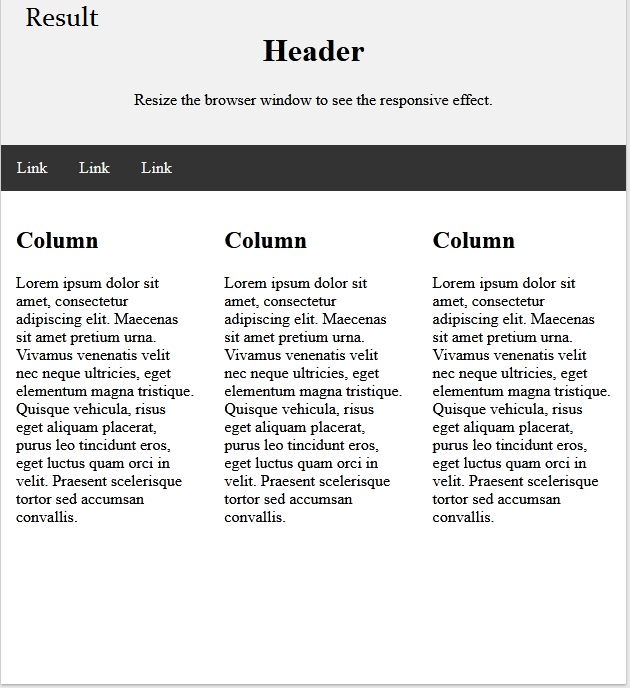 Result
Header
Resize the browser window to see the responsive effect.
Link Link Link
Column
Lorem ipsum dolor sit
amet, consectetur
adipiscing elit. Maecenas
sit amet pretium urna.
Vivamus venenatis velit
nec neque ultricies, eget
elementum magna tristique.
Quisque vehicula, risus
eget aliquam placerat,
purus leo tincidunt eros,
eget luctus quam orci in
velit. Praesent scelerisque
tortor sed accumsan
convallis.
Column
Lorem ipsum dolor sit
amet, consectetur
adipiscing elit. Maecenas
sit amet pretium urna.
Vivamus venenatis velit
nec neque ultricies, eget
elementum magna tristique.
Quisque vehicula, risus
eget aliquam placerat,
purus leo tincidunt eros,
eget luctus quam orci in
velit. Praesent scelerisque
tortor sed accumsan
convallis.
Column
Lorem ipsum dolor sit
amet, consectetur
adipiscing elit. Maecenas
sit amet pretium urna.
Vivamus venenatis velit
nec neque ultricies, eget
elementum magna tristique.
Quisque vehicula, risus
eget aliquam placerat,
purus leo tincidunt eros,
eget luctus quam orci in
velit. Praesent scelerisque
tortor sed accumsan
convallis.